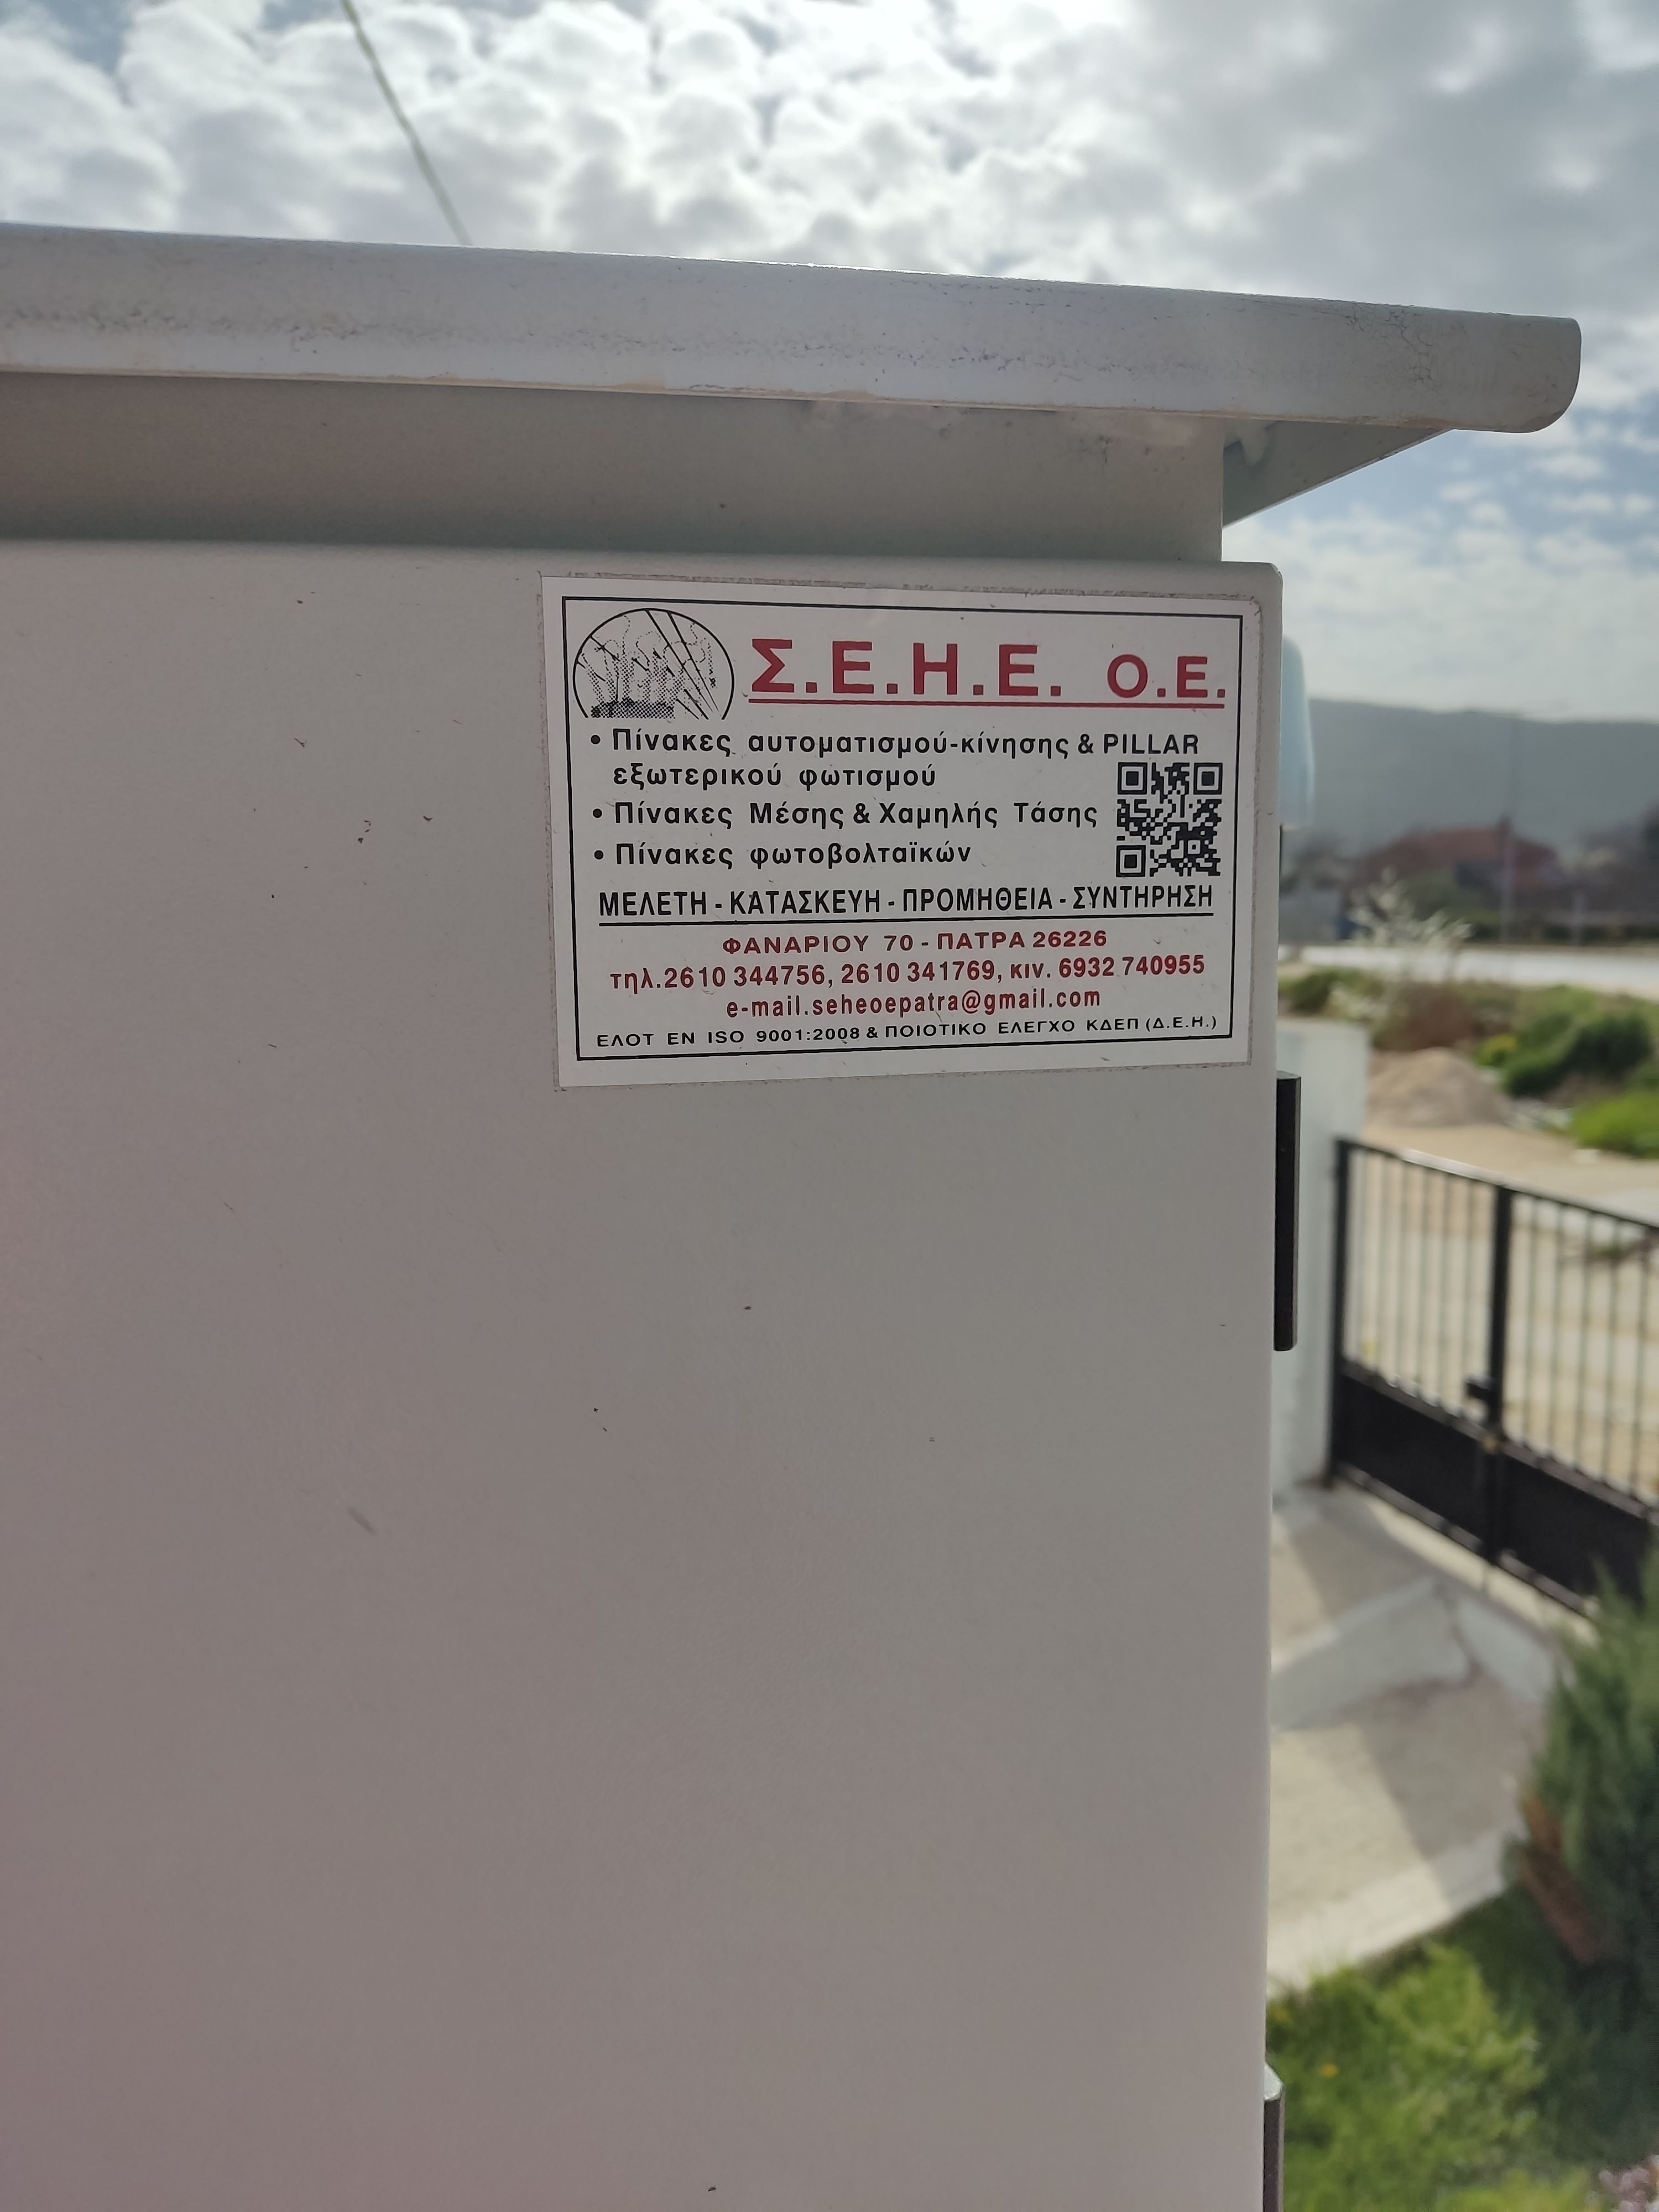 Σ.Ε.Η.Ε. Ο.Ε.
• Πίνακες αυτοματισμού-κίνησης & PILLAR
εξωτερικού φωτισμού
• Πίνακες Μέσης & Χαμηλής Τάσης
• Πίνακες φωτοβολταϊκών
ΜΕΛΕΤΗ - ΚΑΤΑΣΚΕΥΗ - ΠΡΟΜΗΘΕΙΑ - ΣΥΝΤΗΡΗΣΗ
ΦΑΝΑΡΙΟΥ 70 - ΠΑΤΡΑ 26226
τηλ.2610 344756, 2610 341769, κιν. 6932 740955
e-mail.seheoepatra@gmail.com
ΕΛΟΤ ΕΝ ISO 9001:2008 & ΠΟΙΟΤΙΚΟ ΕΛΕΓΧΟ ΚΔΕΠ (Δ.Ε.Η.)